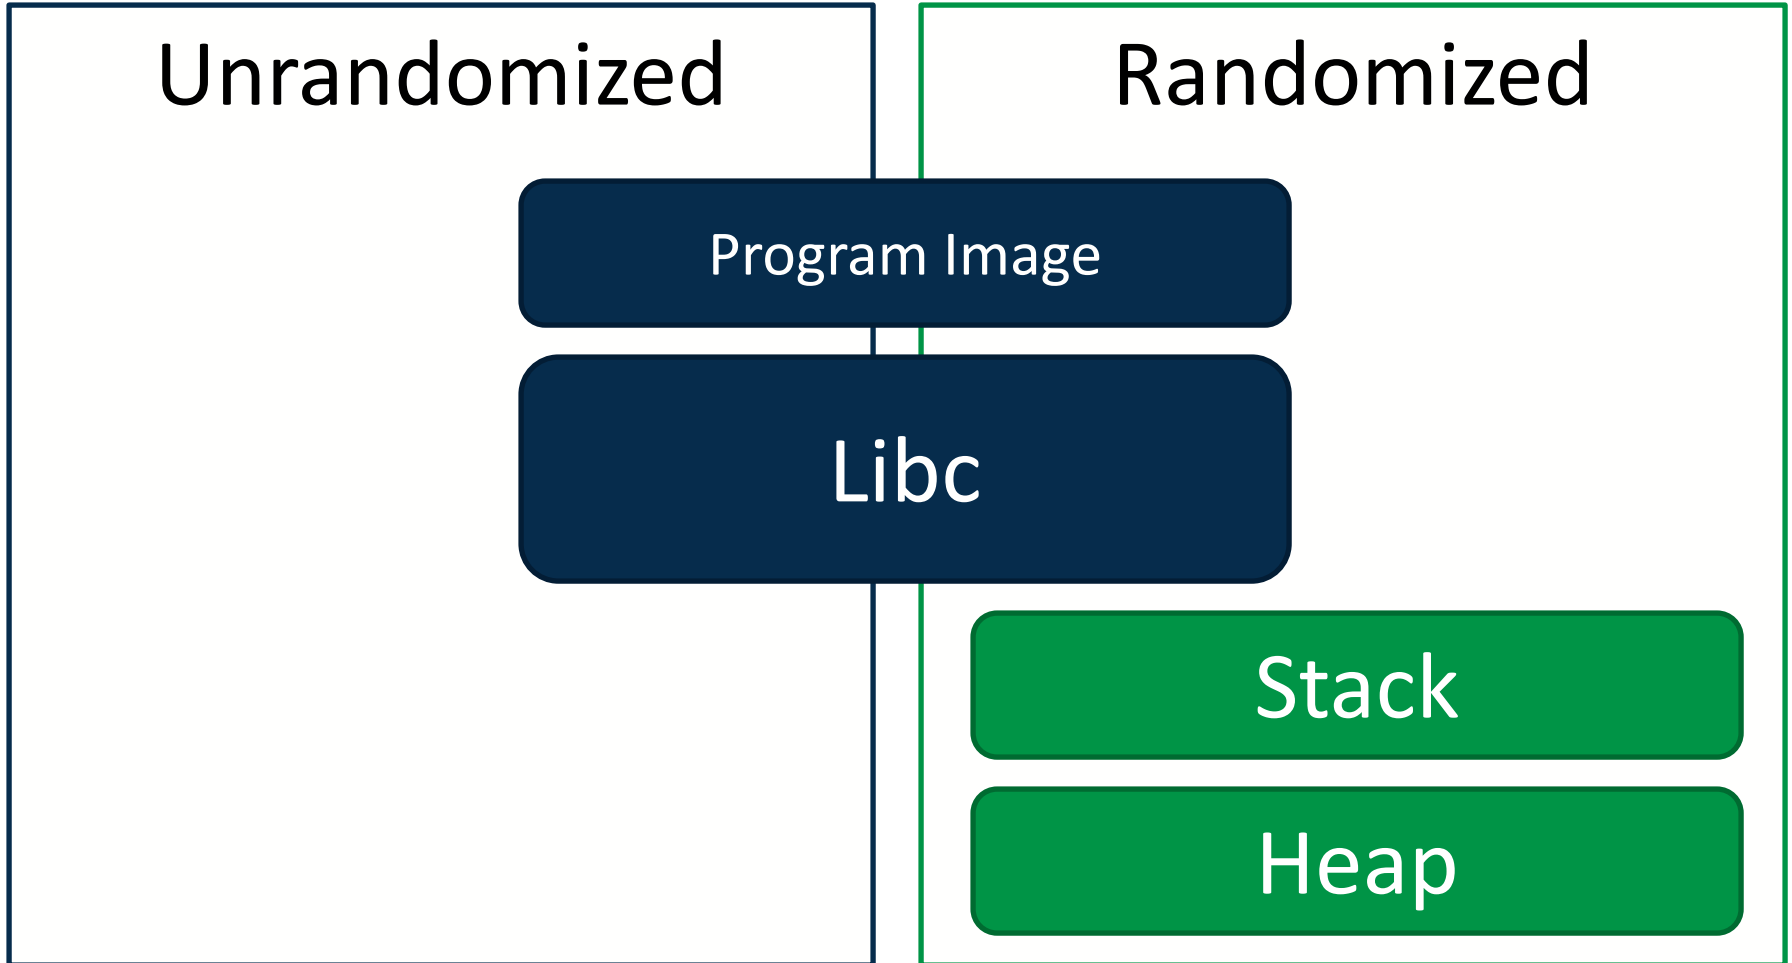 Unrandomized
Randomized
Program Image
Libc
Stack
Heap